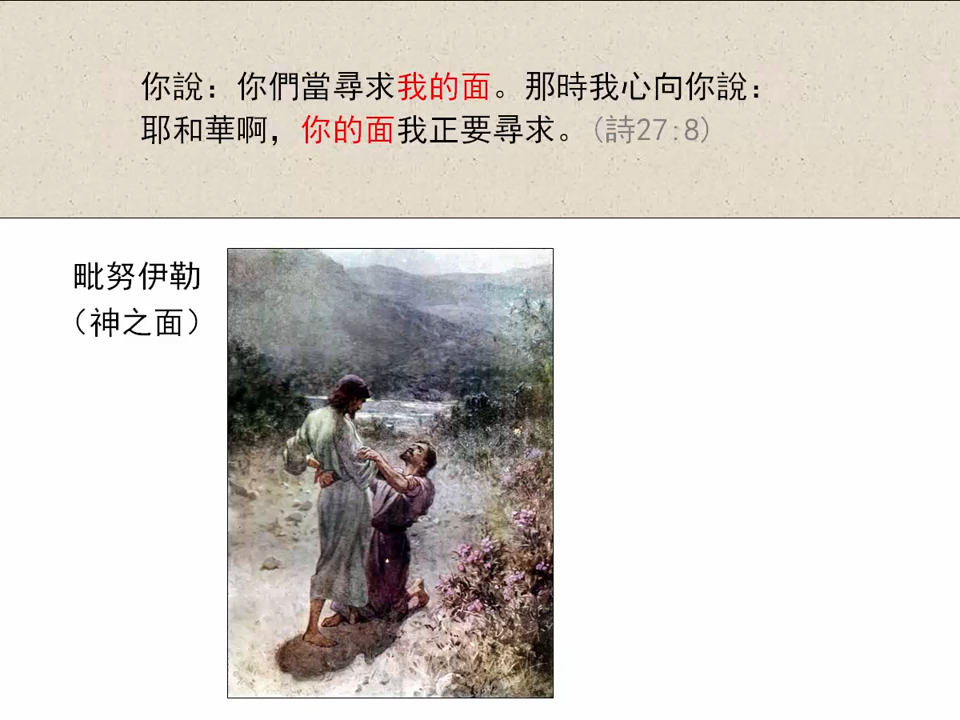 你說：你們當尋求我的面。那時我心向你說：
耶和華啊，你的面我正要尋求。(詩27:8)
毗努伊勒
（神之面）